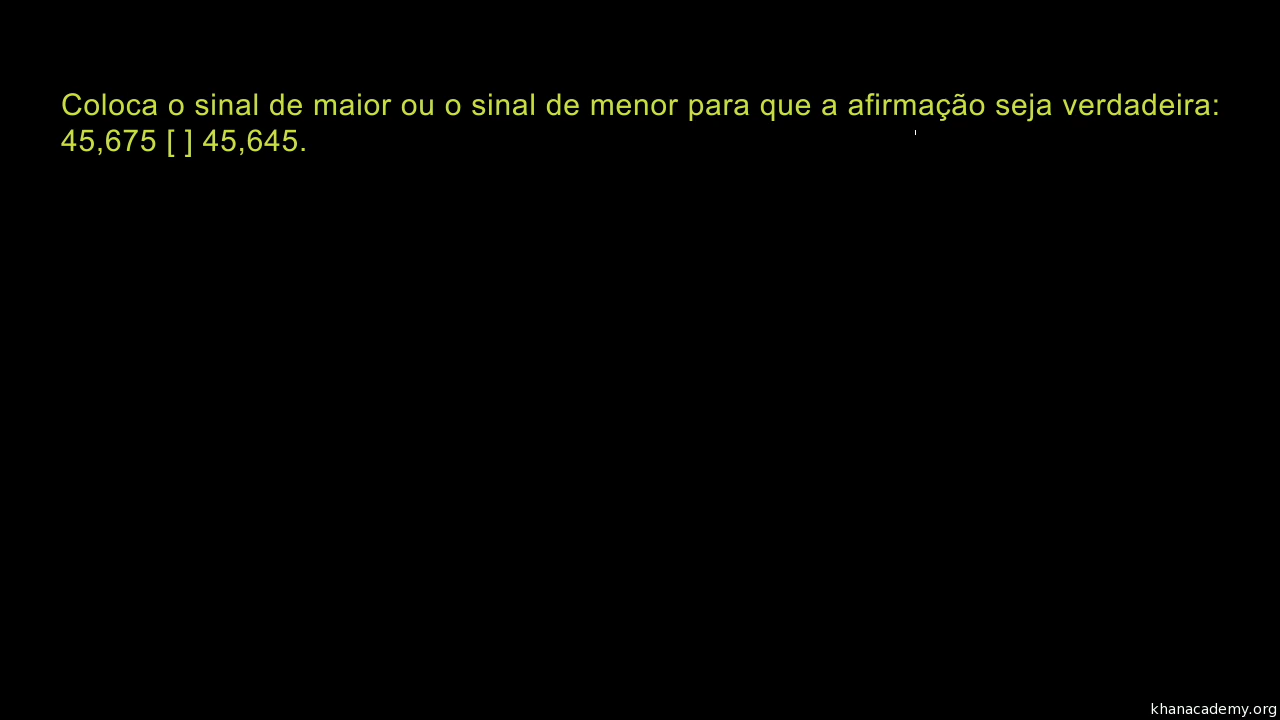 Coloca o sinal de maior ou o sinal de menor para que a afirmação seja verdadeira:
45,675 [ ] 45,645.
khanacademy.org